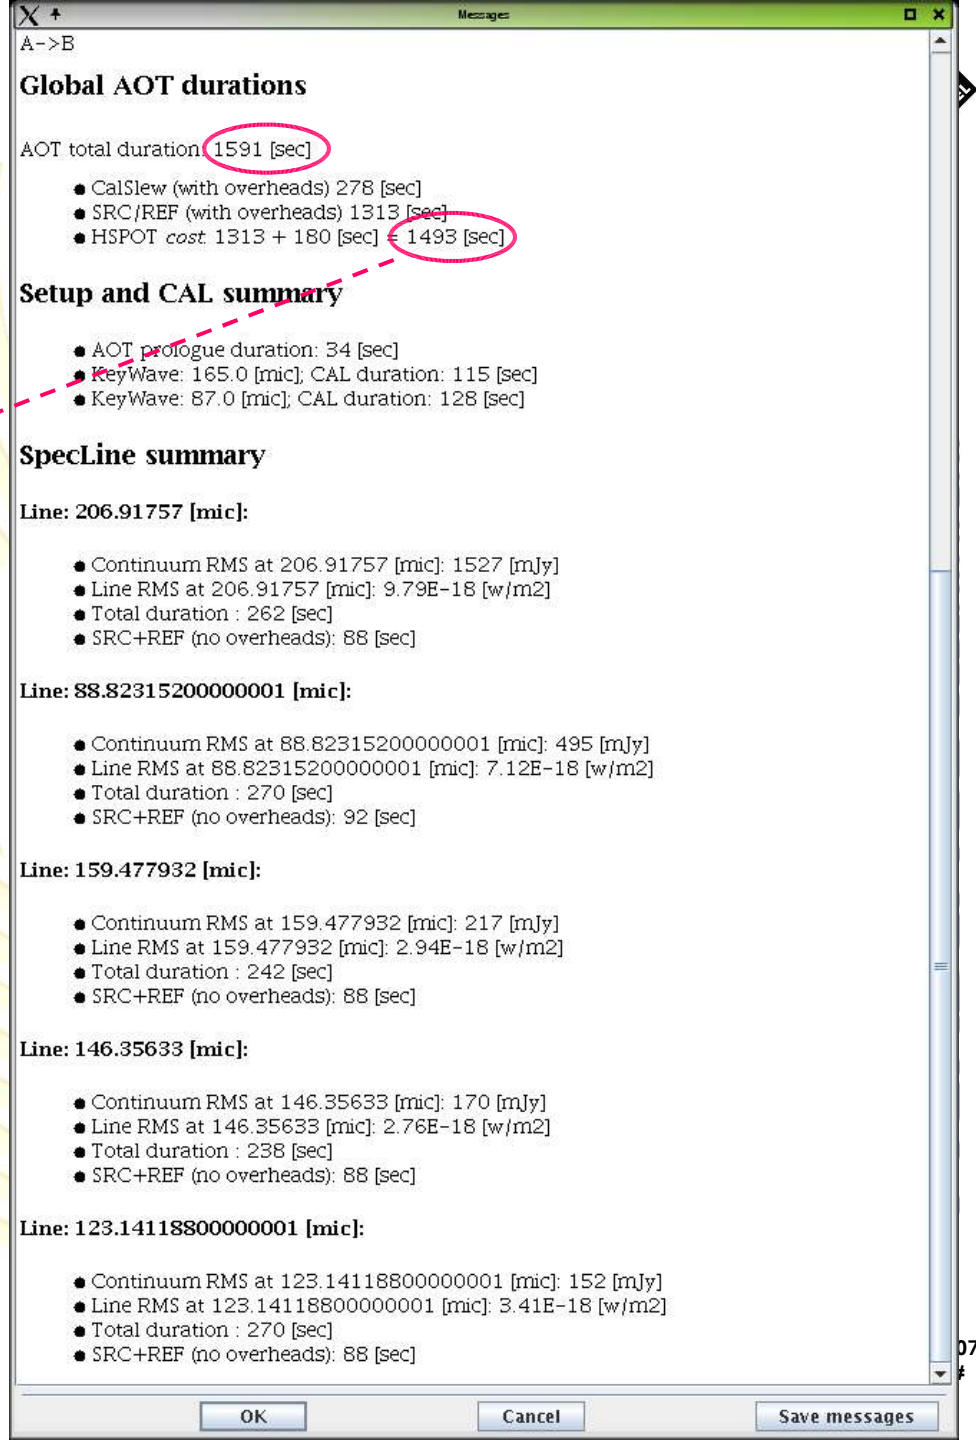 Messages
A->B
Global AOT durations
AOT total duration: 1591 [sec]
CalSlew (with overheads) 278 [sec]
SRC/REF (with overheads) 1313 [sec]
HSPOT cost: 1313 + 180 [sec] = 1493 [sec]
Setup and CAL summary
AOT prologue duration: 34 [sec]
KeyWave: 165.0 [mic]; CAL duration: 115 [sec]
KeyWave: 87.0 [mic]; CAL duration: 128 [sec]
SpecLine summary
Line: 206.91757 [mic]:
Continuum RMS at 206.91757 [mic]: 1527 [mJy]
Line RMS at 206.91757 [mic]: 9.79E-18 [w/m2]
Total duration : 262 [sec]
SRC+REF (no overheads): 88 [sec]
Line: 88.82315200000001 [mic]:
Continuum RMS at 88.82315200000001 [mic]: 495 [mJy]
Line RMS at 88.82315200000001 [mic]: 7.12E-18 [w/m2]
Total duration : 270 [sec]
SRC+REF (no overheads): 92 [sec]
Line: 159.477932 [mic]:
Continuum RMS at 159.477932 [mic]: 217 [mJy]
Line RMS at 159.477932 [mic]: 2.94E-18 [w/m2]
Total duration : 242 [sec]
SRC+REF (no overheads): 88 [sec]
Line: 146.35633 [mic]:
Continuum RMS at 146.35633 [mic]: 170 [mJy]
Line RMS at 146.35633 [mic]: 2.76E-18 [w/m2]
Total duration : 238 [sec]
SRC+REF (no overheads): 88 [sec]
Line: 123.14118800000001 [mic]:
Continuum RMS at 123.14118800000001 [mic]: 152 [mJy]
Line RMS at 123.14118800000001 [mic]: 3.41E-18 [w/m2]
Total duration : 270 [sec]
SRC+REF (no overheads): 88 [sec]
07
#
OK Cancel Save messages